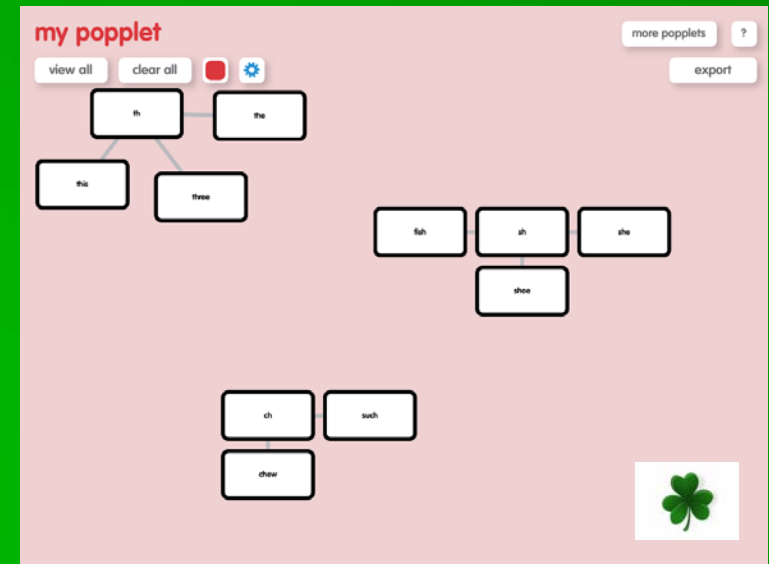 my popplet
more popplets
?
view all
clear all
export
th
the
this
three
fish
sh
she
shoe
ch
such
chew